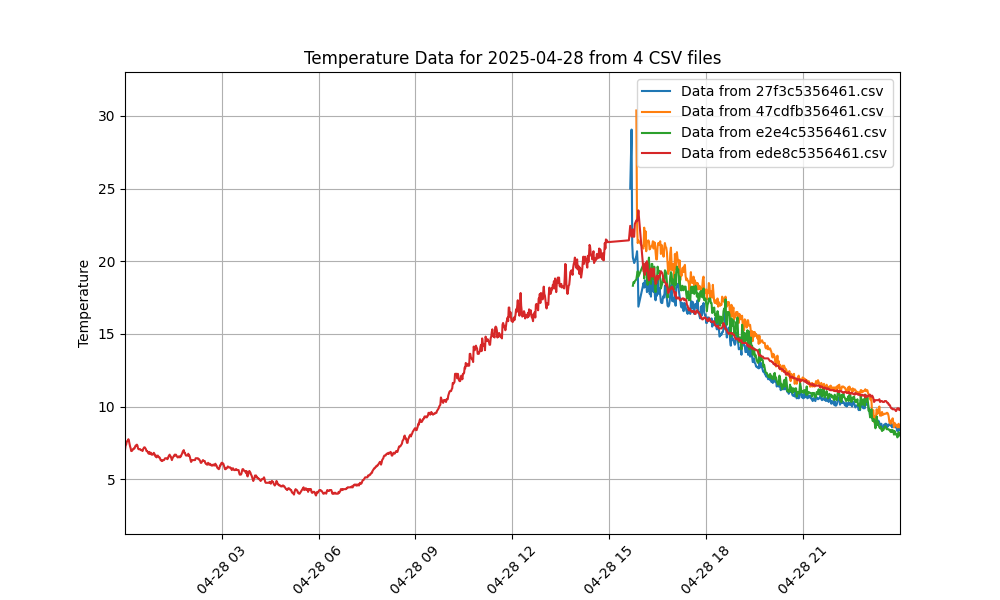 Temperature Data for 2025-04-28 from 4 CSV files
Data from 27f3c5356461.csv
Data from 47cdfb356461.csv
Data from e2e4c5356461.csv
Data from ede8c5356461.csv
Temperature
30
25
20
15
10
5
04-28 03
04-28 06
04-28 09
04-28 12
04-28 15
04-28 18
04-28 21